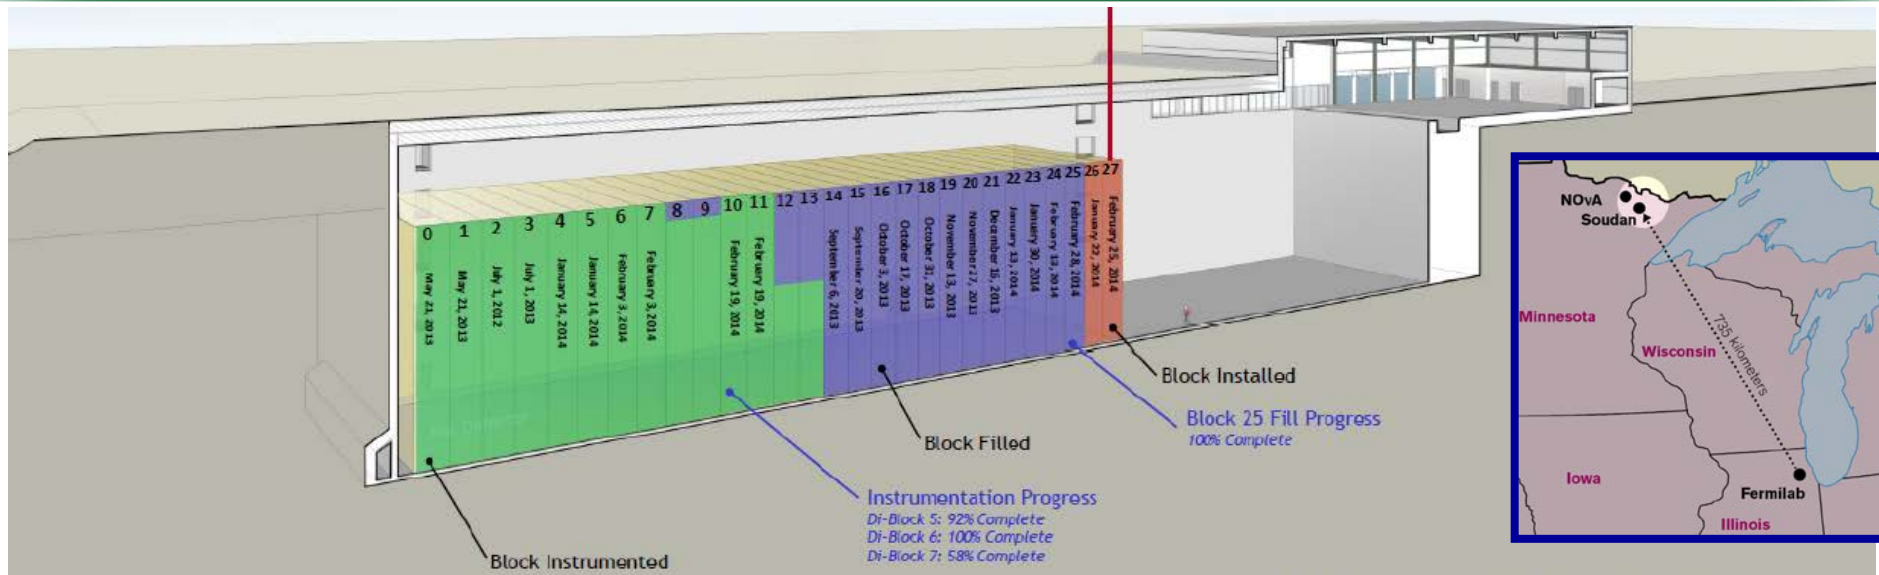 0 1 2 3 4 5 6 7 8 9 10 11 12 13 14 15 16 17 18 19 20 21 22 23 24 25 26 27
May 21, 2013
May 21, 2013
July 1, 2012
July 1, 2013
January 14, 2014
January 14, 2014
February 3, 2014
February 3, 2014
February 19, 2014
February 19, 2014
September 6, 2013
September 20, 2013
October 3, 2013
October 17, 2013
October 31, 2013
November 13, 2013
November 27, 2013
December 16, 2013
January 13, 2014
January 30, 2014
February 13, 2014
February 28, 2014
January 22, 2014
February 25, 2014
Block Installed
Block 25 Fill Progress
100% Complete
Block Filled
Instrumentation Progress
Di-Block 5: 92% Complete
Di-Block 6: 100% Complete
Di-Block 7: 58% Complete
Block Instrumented
NOvA
Soudan
Minnesota
Wisconsin
735 kilometers
Iowa
Fermilab
Illinois